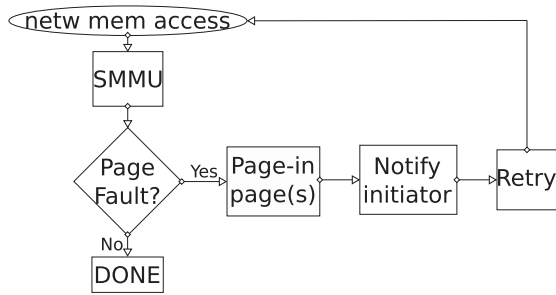 netw mem access
SMMU
Page
Fault?
Yes
Page-in
page(s)
Notify
initiator
Retry
No
DONE